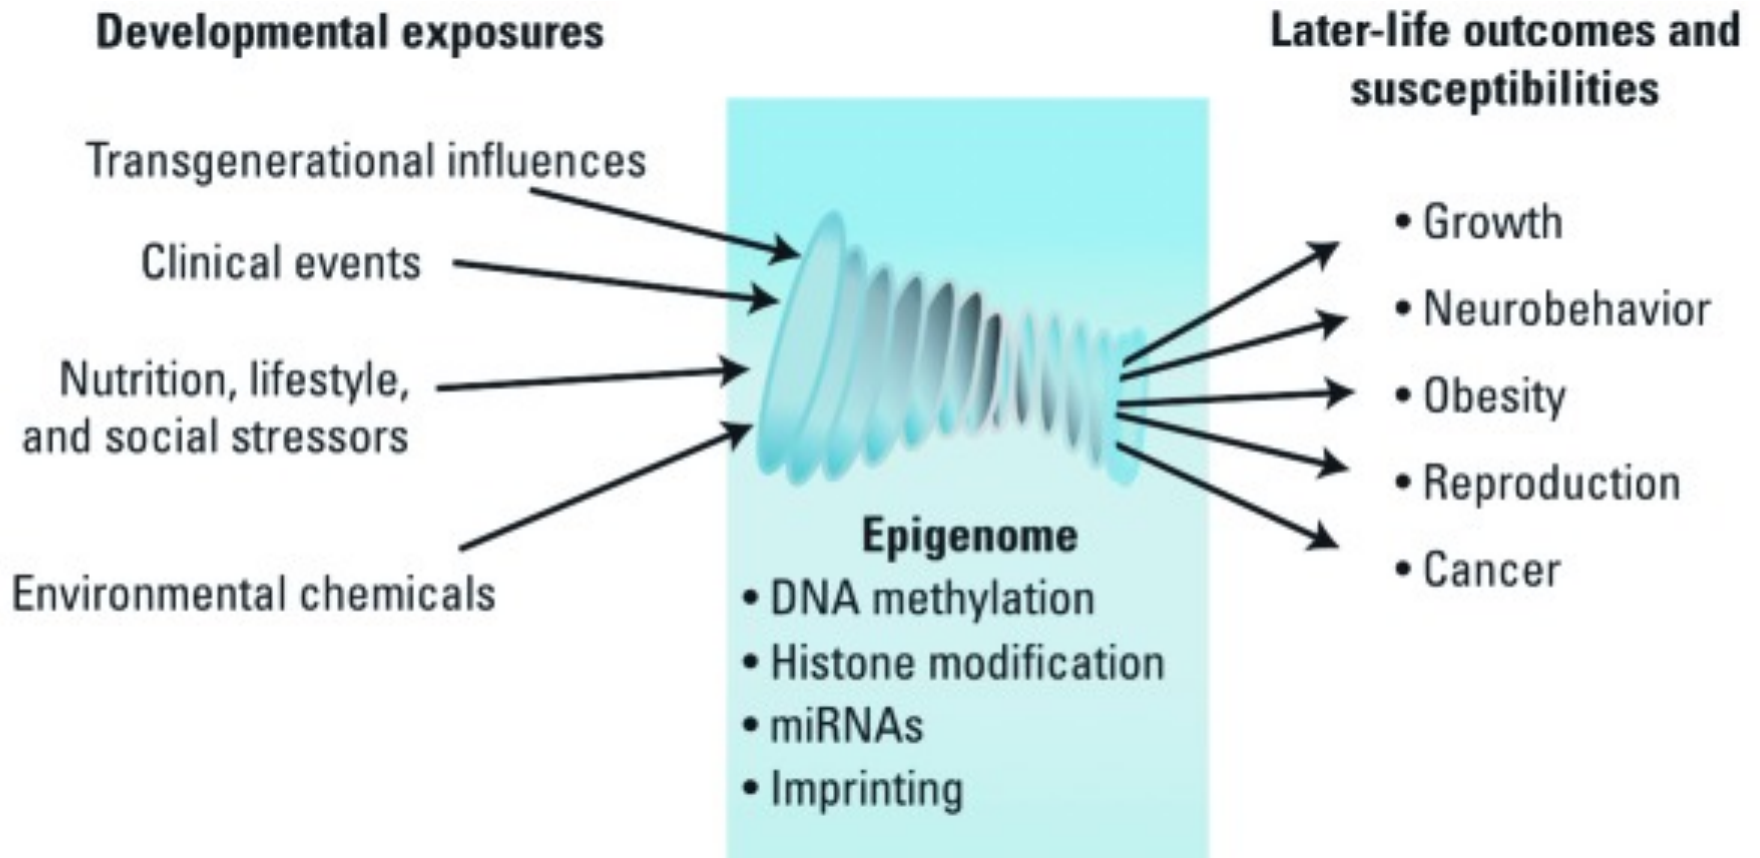 Developmental exposures
Transgenerational influences
Clinical events
Nutrition, lifestyle,
and social stressors
Environmental chemicals
Epigenome
• DNA methylation
• Histone modification
• miRNAs
• Imprinting
Later-life outcomes and
susceptibilities
• Growth
• Neurobehavior
• Obesity
• Reproduction
• Cancer